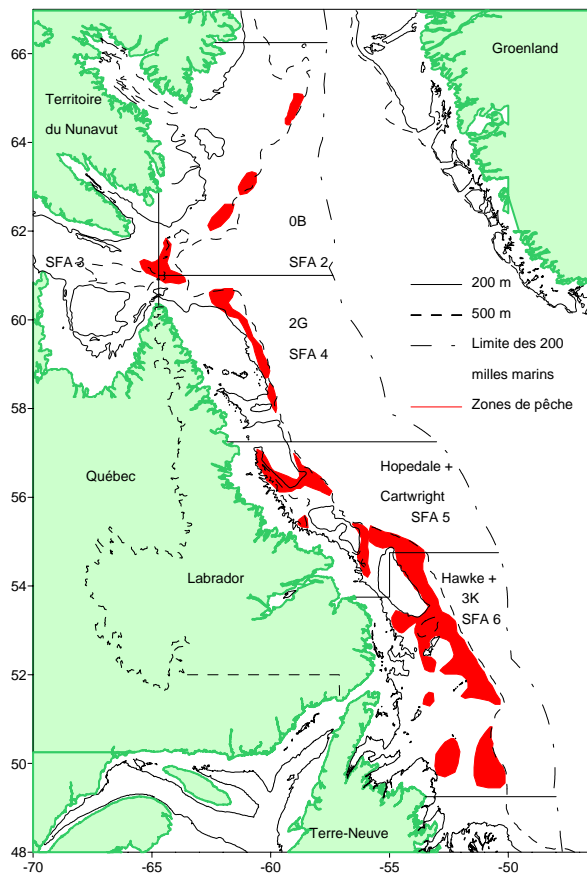 66
64
62
60
58
56
54
52
50
48
-70
-65
-60
-55
-50
Groenland
Territoire
du Nunavut
0B
SFA 3
SFA 2
2G
SFA 4
200 m
500 m
Limite des 200
milles marins
Zones de pêche
Québec
Hopedale +
Cartwright
SFA 5
Labrador
Hawke +
3K
SFA 6
Terre-Neuve